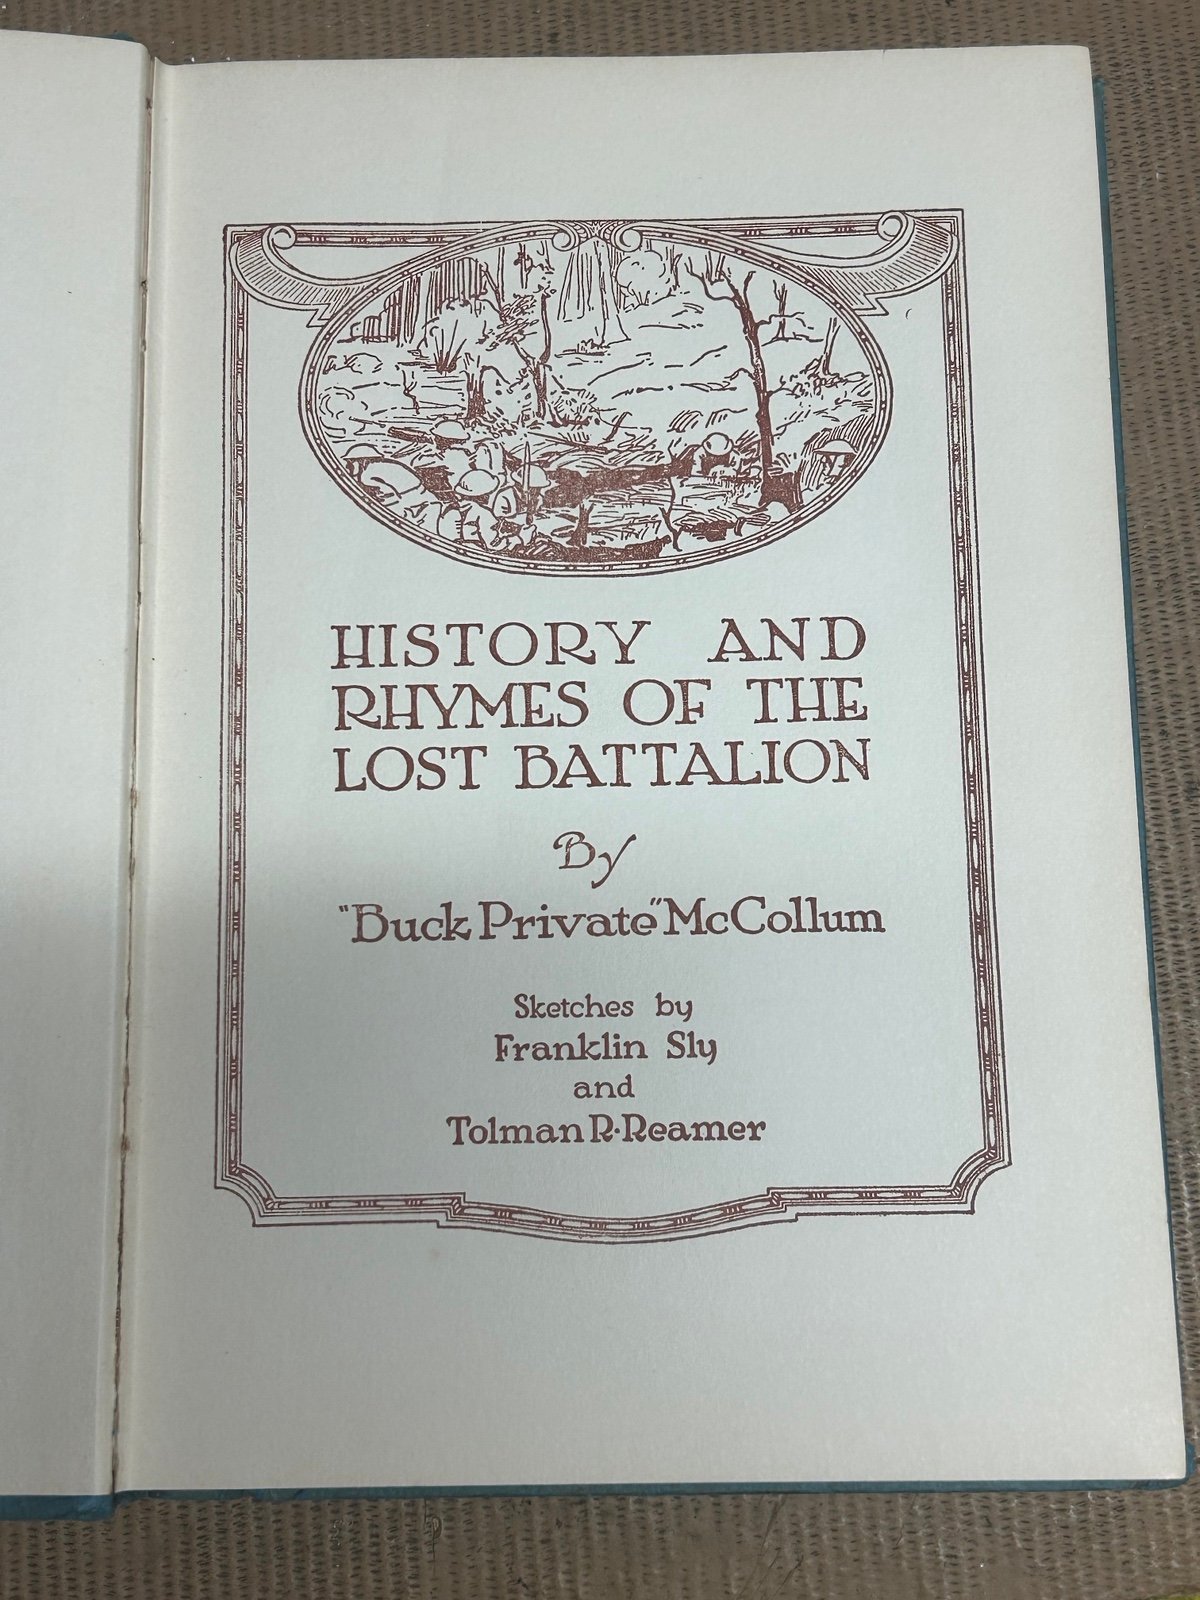 HISTORY AND
RHYMES OF THE
LOST BATTALION
By
"Buck Private" McCollum
Sketches by
Franklin Sly
and
Tolman R. Reamer